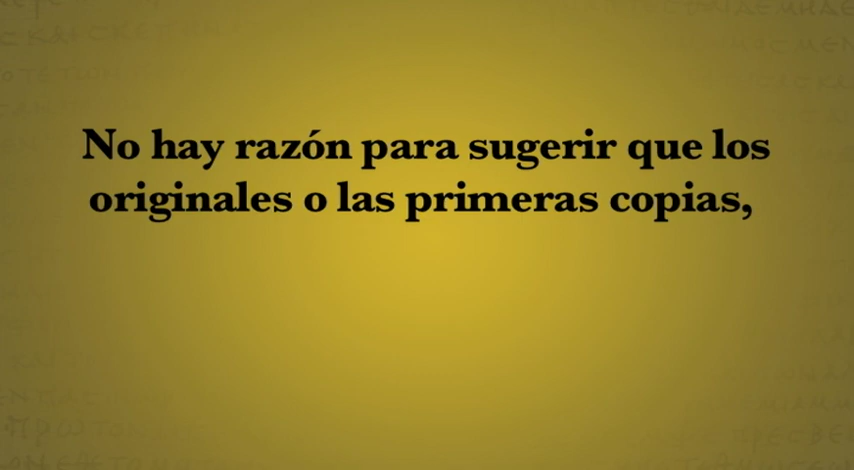 No hay razón para sugerir que los
originales o las primeras copias,